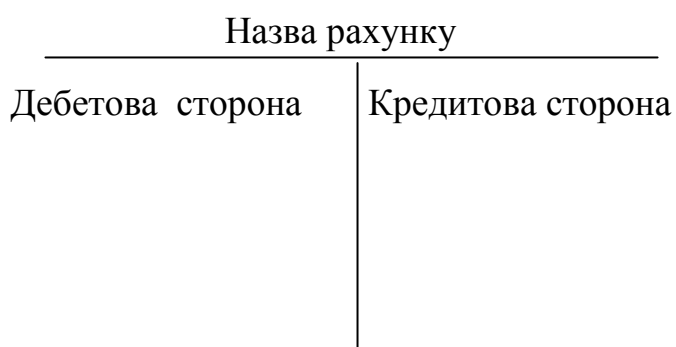 Назва рахунку
Дебетова сторона
Кредитова сторона